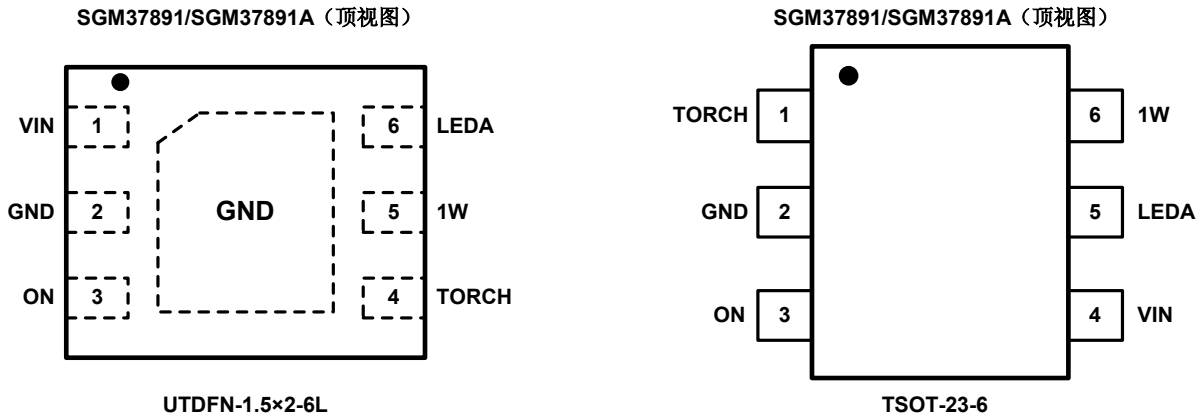 SGM37891/SGM37891A（顶视图）
VIN 1
GND 2
ON 3
GND
6 LEDA
5 1W
4 TORCH
UTDFN-1.5×2-6L
SGM37891/SGM37891A（顶视图）
TORCH 1
GND 2
ON 3
6 1W
5 LEDA
4 VIN
TSOT-23-6